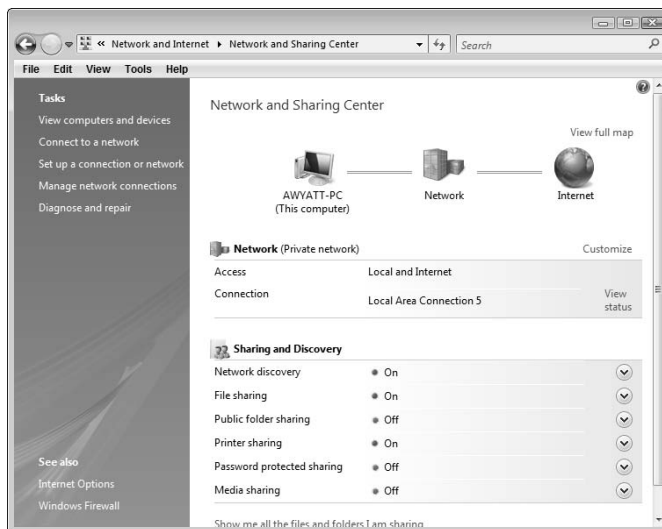 Network and Internet ▸ Network and Sharing Center
Search
File Edit View Tools Help
Tasks
View computers and devices
Connect to a network
Set up a connection or network
Manage network connections
Diagnose and repair
See also
Internet Options
Windows Firewall
Network and Sharing Center
View full map
AWYATT-PC
(This computer)
Network
Internet
Network (Private network)
Customize
Access Local and Internet
Connection Local Area Connection 5
View
status
Sharing and Discovery
Network discovery On
File sharing On
Public folder sharing Off
Printer sharing On
Password protected sharing Off
Media sharing Off
Show me all the files and folders I am sharing